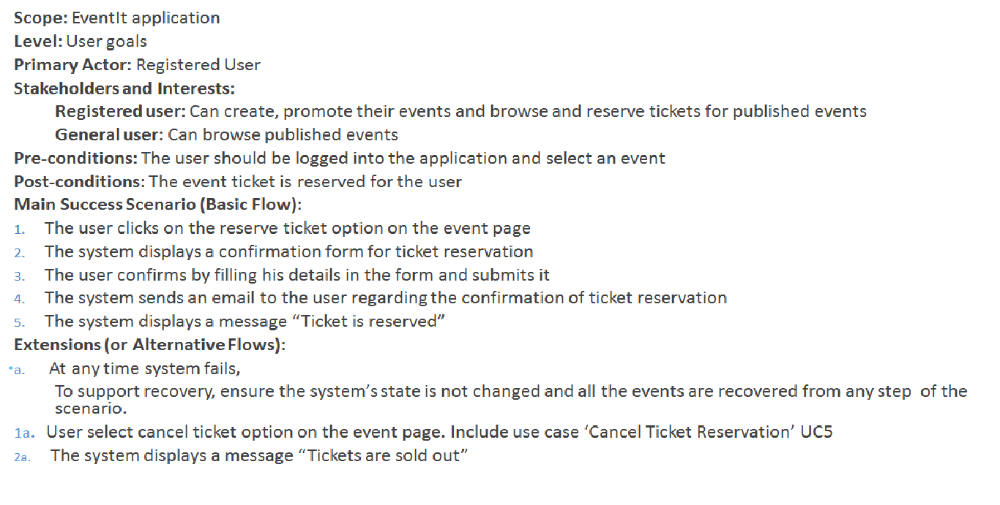 Scope: EventIt application
Level: User goals
Primary Actor: Registered User
Stakeholders and Interests:
Registered user: Can create, promote their events and browse and reserve tickets for published events
General user: Can browse published events
Pre-conditions: The user should be logged into the application and select an event
Post-conditions: The event ticket is reserved for the user
Main Success Scenario (Basic Flow):
1. The user clicks on the reserve ticket option on the event page
2. The system displays a confirmation form for ticket reservation
3. The user confirms by filling his details in the form and submits it
4. The system sends an email to the user regarding the confirmation of ticket reservation
5. The system displays a message “Ticket is reserved”
Extensions (or Alternative Flows):
*a. At any time system fails,
To support recovery, ensure the system’s state is not changed and all the events are recovered from any step of the
scenario.
1a. User select cancel ticket option on the event page. Include use case ‘Cancel Ticket Reservation’ UC5
2a. The system displays a message “Tickets are sold out”